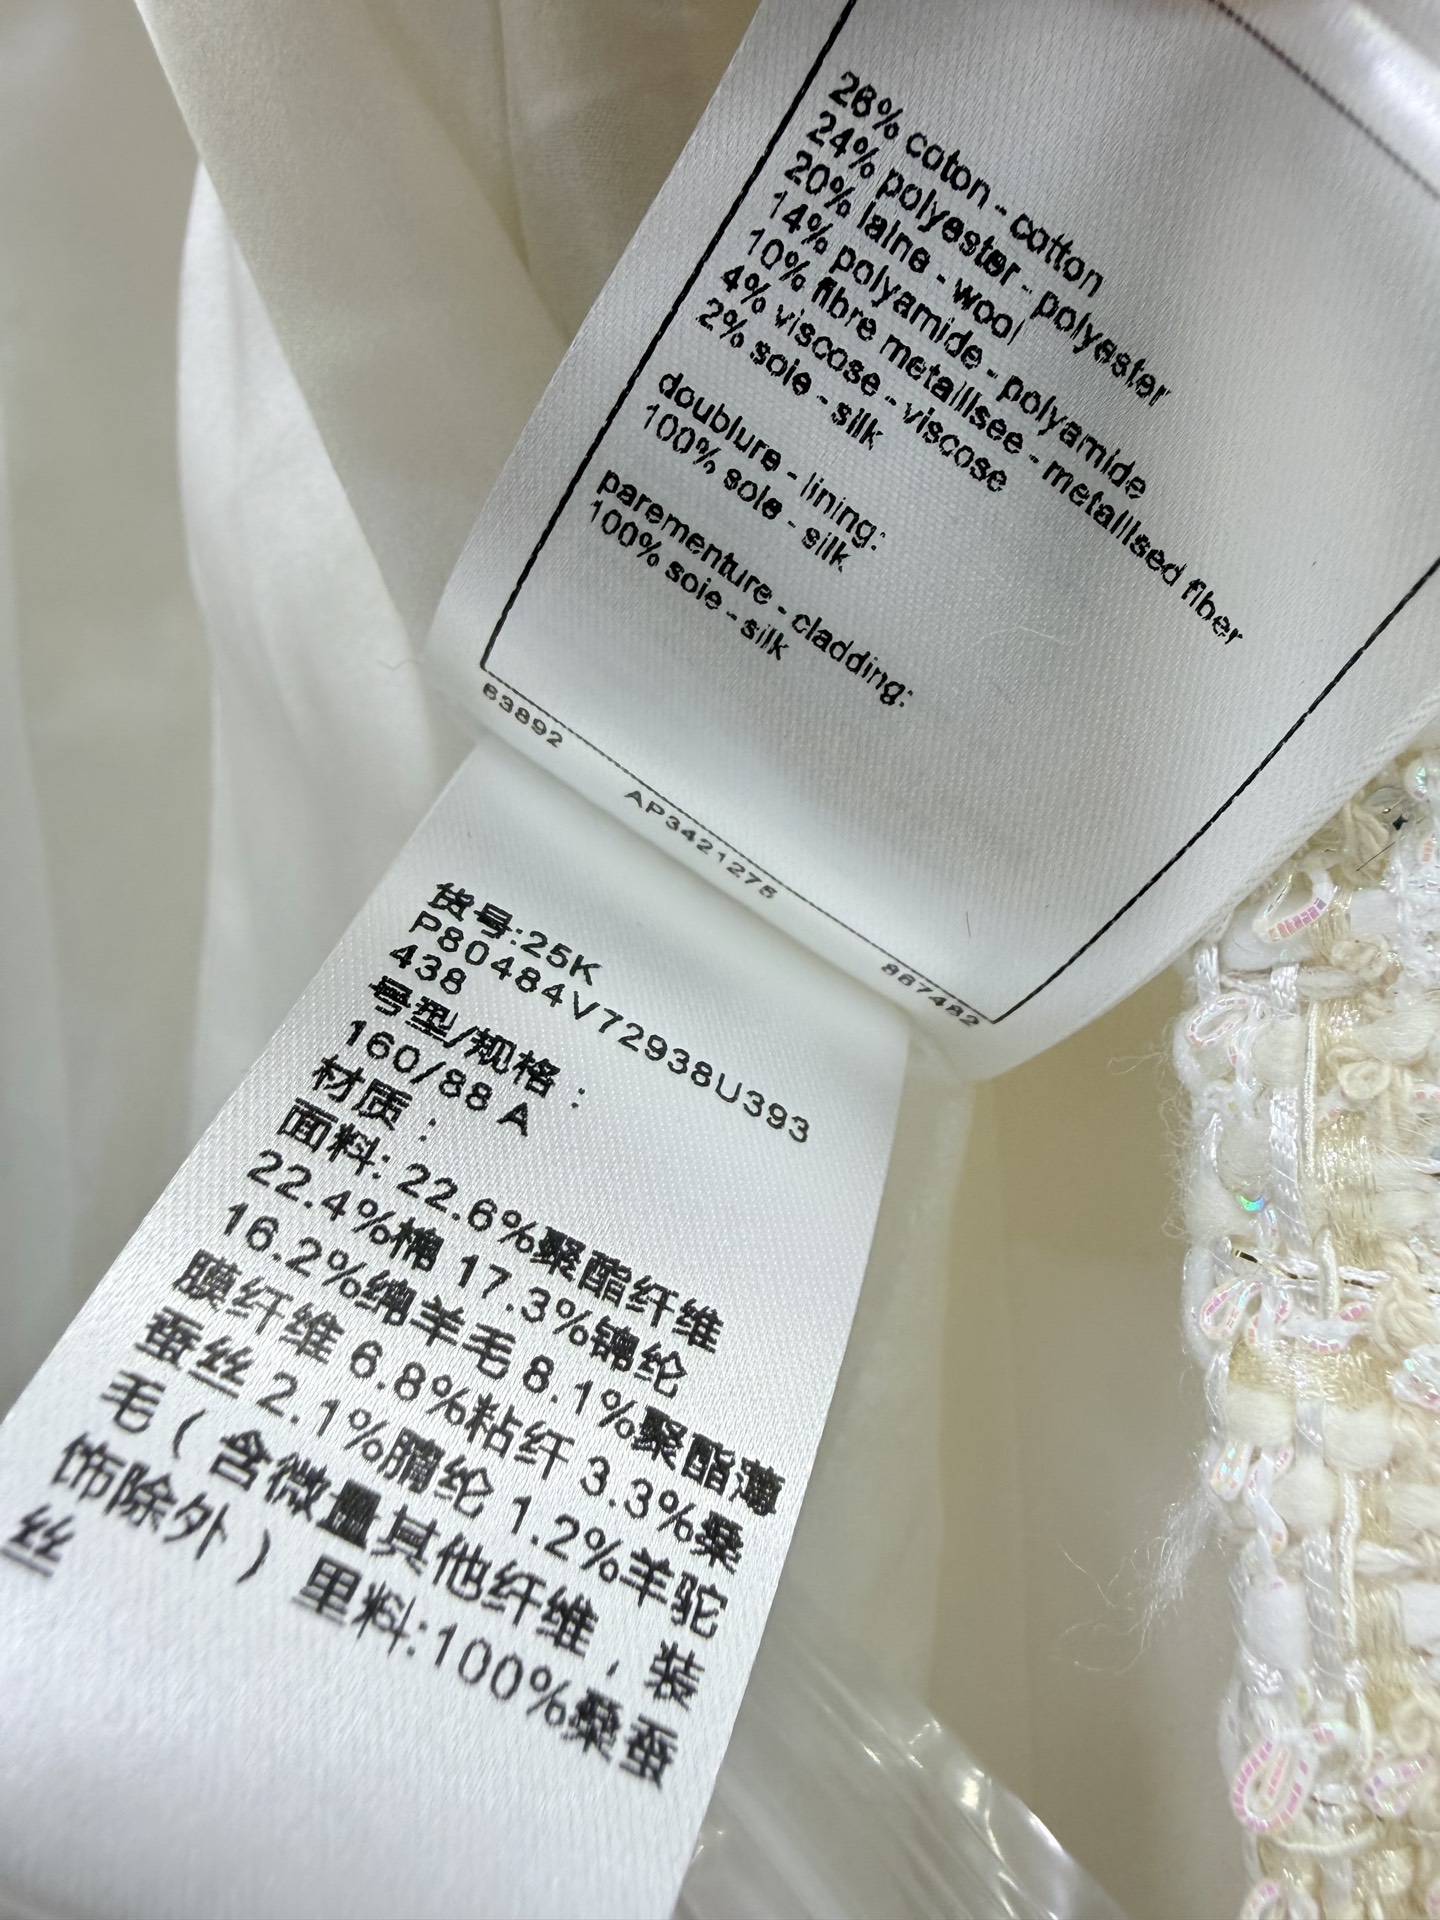 26% coton - cotton
24% polyester - polyester
20% laine - wool
14% polyamide - polyamide
10% fibre metallisee - metallised fiber
4% viscose - viscose
2% soie - silk
doublure - lining:
100% soie - silk
parementure - cladding:
100% soie - silk
B3892 AP3421278 887482
货号:25K
P80484V72938U393
438
号型/规格：
160/88 A
材质：
面料: 22.6%聚酯纤维
22.4%棉 17.3%锦纶
16.2%绵羊毛 8.1%聚酯薄
膜纤维 6.8%粘纤 3.3%桑
蚕丝 2.1%腈纶 1.2%羊驼
毛（含微量其他纤维，装
饰除外）里料:100%桑蚕
丝